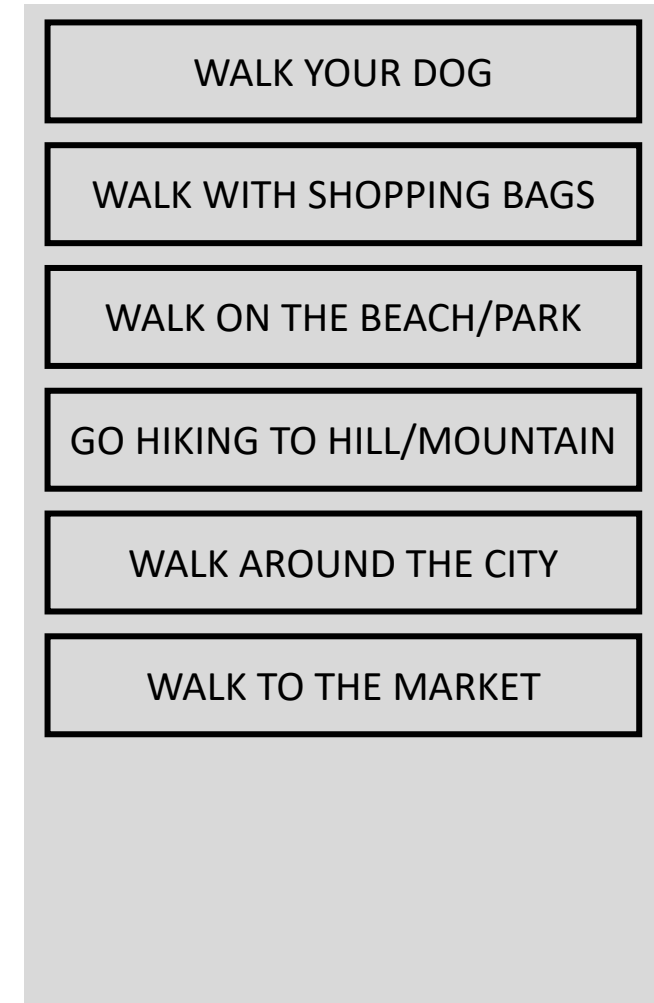 WALK YOUR DOG
WALK WITH SHOPPING BAGS
WALK ON THE BEACH/PARK
GO HIKING TO HILL/MOUNTAIN
WALK AROUND THE CITY
WALK TO THE MARKET